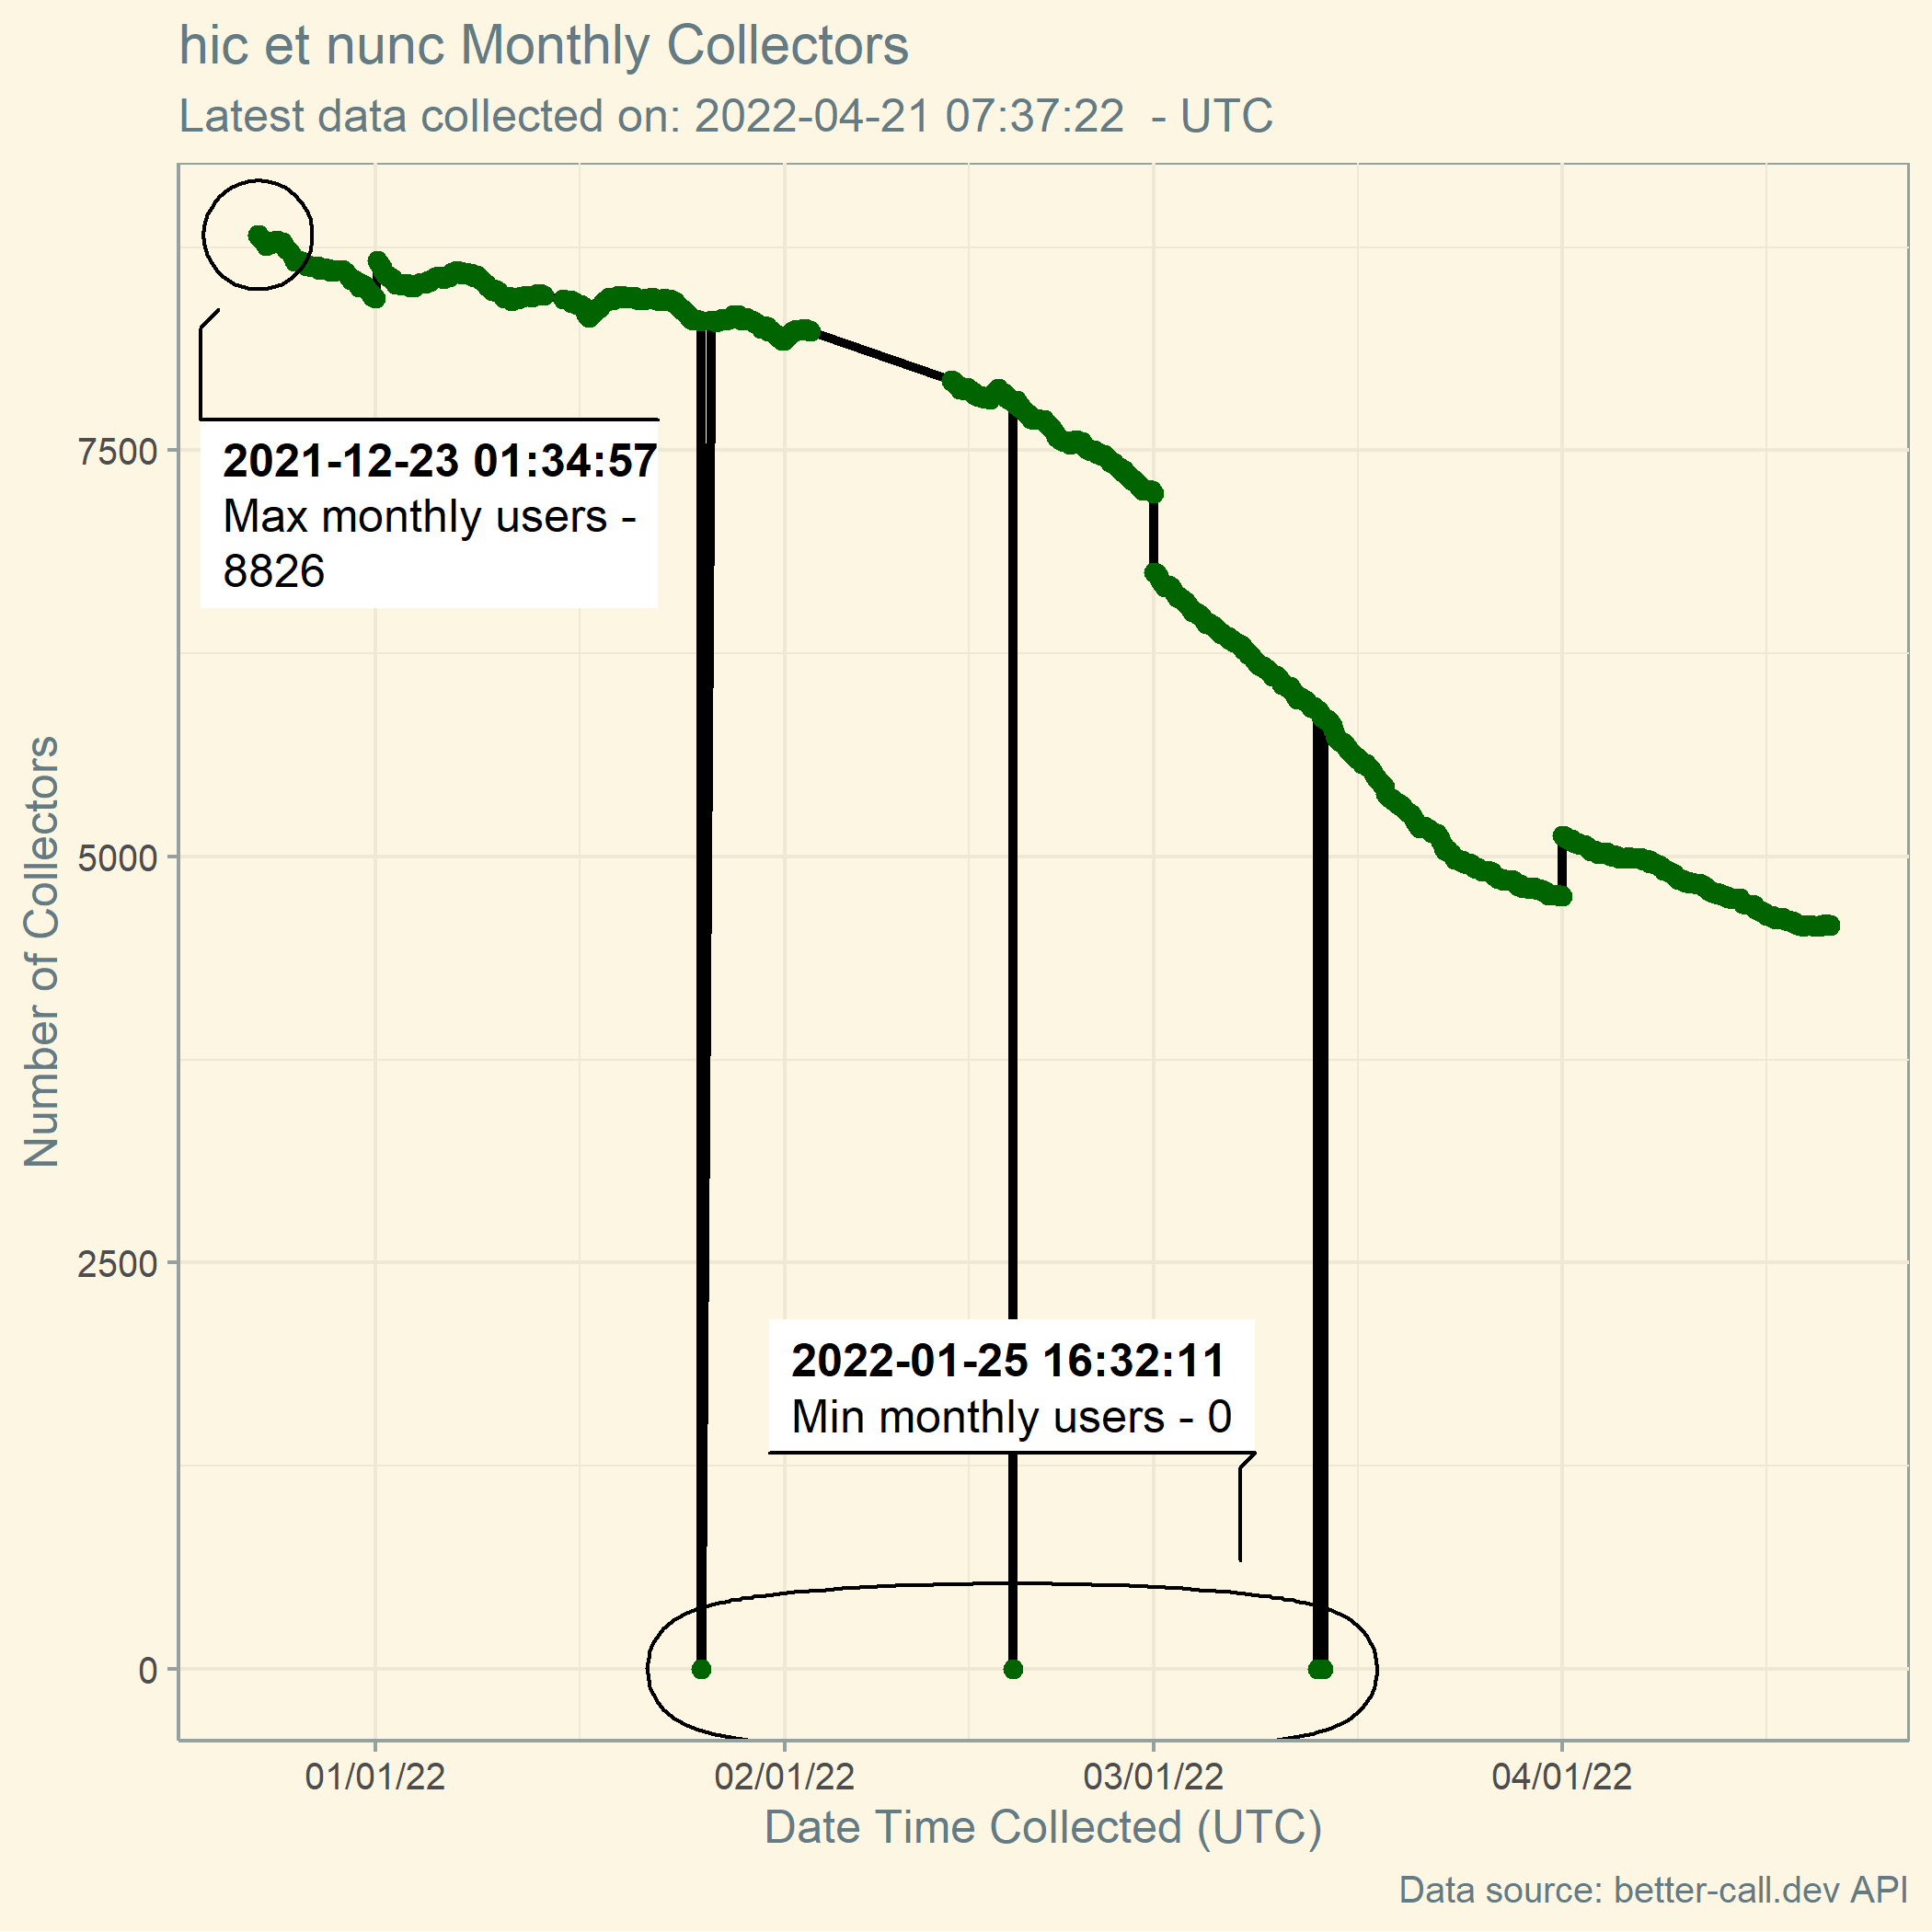 hic et nunc Monthly Collectors
Latest data collected on: 2022-04-21 07:37:22  - UTC
Number of Collectors
7500
5000
2500
0
2021-12-23 01:34:57
Max monthly users -
8826
2022-01-25 16:32:11
Min monthly users - 0
01/01/22
02/01/22
03/01/22
04/01/22
Date Time Collected (UTC)
Data source: better-call.dev API